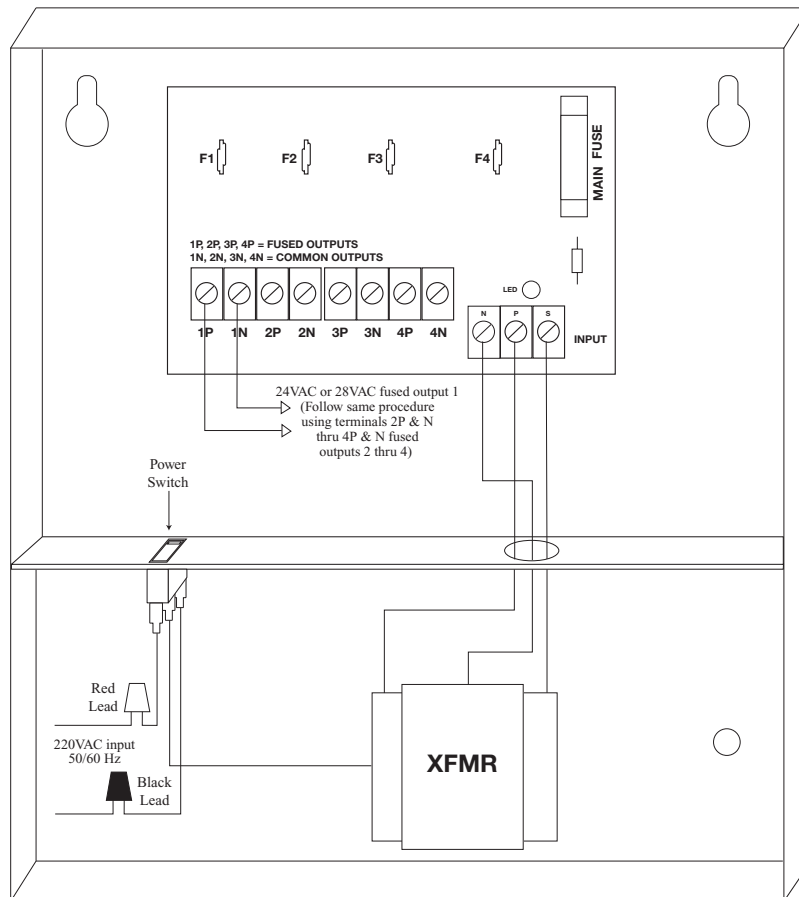 F1
F2
F3
F4
MAIN FUSE
1P, 2P, 3P, 4P = FUSED OUTPUTS
1N, 2N, 3N, 4N = COMMON OUTPUTS
LED
N P S
INPUT
1P 1N 2P 2N 3P 3N 4P 4N
24VAC or 28VAC fused output 1
(Follow same procedure
using terminals 2P & N
thru 4P & N fused
outputs 2 thru 4)
Power
Switch
Red
Lead
220VAC input
50/60 Hz
Black
Lead
XFMR